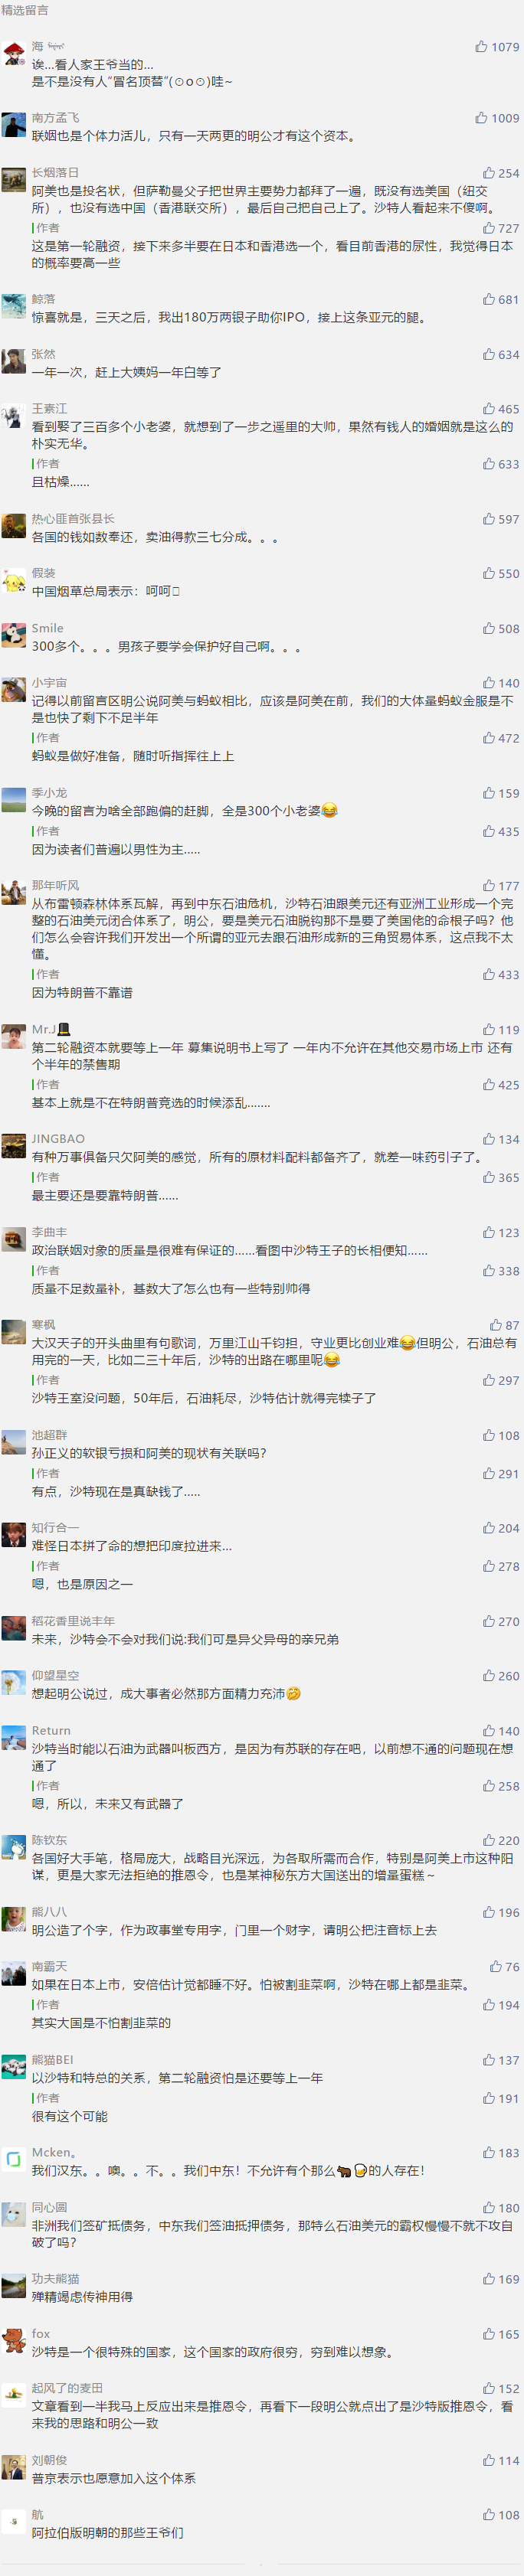 精选留言
海
1079
诶...看人家王爷当的...
是不是没有人“冒名顶替”(⊙o⊙)哇~
南方孟飞
1009
联姻也是个体力活儿，只有一天两更的明公才有这个资本。
长烟落日
254
阿美也是投名状，但萨勒曼父子把世界主要势力都拜了一遍，既没有选美国（纽交
所），也没有选中国（香港联交所），最后自己把自己上了。沙特人看起来不傻啊。
作者
727
这是第一轮融资，接下来多半要在日本和香港选一个，看目前香港的尿性，我觉得日本
的概率要高一些
鲸落
681
惊喜就是，三天之后，我出180万两银子助你IPO，接上这条亚元的腿。
张然
634
一年一次，赶上大姨妈一年白等了
王素江
465
看到娶了三百多个小老婆，就想到了一步之遥里的大帅，果然有钱人的婚姻就是这么的
朴实无华。
作者
633
且枯燥......
热心匪首张县长
597
各国的钱如数奉还，卖油得款三七分成。。。
假装
550
中国烟草总局表示：呵呵
Smile
508
300多个。。。男孩子要学会保护好自己啊。。。
小宇宙
140
记得以前留言区明公说阿美与蚂蚁相比，应该是阿美在前，我们的大体量蚂蚁金服是不
是也快了剩下不足半年
作者
472
蚂蚁是做好准备，随时听指挥往上上
季小龙
159
今晚的留言为啥全部跑偏的赶脚，全是300个小老婆😂
作者
435
因为读者们普遍以男性为主.....
那年听风
177
从布雷顿森林体系瓦解，再到中东石油危机，沙特石油跟美元还有亚洲工业形成一个完
整的石油美元闭合体系了，明公，要是美元石油脱钩那不是要了美国佬的命根子吗？他
们怎么会容许我们开发出一个所谓的亚元去跟石油形成新的三角贸易体系，这点我不太
懂。
作者
433
因为特朗普不靠谱
Mr.J🎩
119
第二轮融资本就要等上一年 募集说明书上写了 一年内不允许在其他交易市场上市 还有
个半年的禁售期
作者
425
基本上就是不在特朗普竞选的时候添乱.......
JINGBAO
134
有种万事俱备只欠阿美的感觉，所有的原材料配料都备齐了，就差一味药引子了。
作者
365
最主要还是要靠特朗普......
李曲丰
123
政治联姻对象的质量是很难有保证的......看图中沙特王子的长相便知......
作者
338
质量不足数量补，基数大了怎么也有一些特别帅得
寒枫
87
大汉天子的开头曲里有句歌词，万里江山千钧担，守业更比创业难😂但明公，石油总有
用完的一天，比如二三十年后，沙特的出路在哪里呢😂
作者
297
沙特王室没问题，50年后，石油耗尽，沙特估计就得完犊子了
池超群
108
孙正义的软银亏损和阿美的现状有关联吗？
作者
291
有点，沙特现在是真缺钱了.....
知行合一
204
难怪日本拼了命的想把印度拉进来...
作者
278
嗯，也是原因之一
稻花香里说丰年
270
未来，沙特会不会对我们说:我们可是异父异母的亲兄弟
仰望星空
260
想起明公说过，成大事者必然那方面精力充沛🤣
Return
140
沙特当时能以石油为武器叫板西方，是因为有苏联的存在吧，以前想不通的问题现在想
通了
作者
258
嗯，所以，未来又有武器了
陈钦东
220
各国好大手笔，格局庞大，战略目光深远，为各取所需而合作，特别是阿美上市这种阳
谋，更是大家无法拒绝的推恩令，也是某神秘东方大国送出的增量蛋糕～
熊八八
196
明公造了个字，作为政事堂专用字，门里一个财字，请明公把注音标上去
南霸天
76
如果在日本上市，安倍估计觉都睡不好。怕被割韭菜啊，沙特在哪上都是韭菜。
作者
194
其实大国是不怕割韭菜的
熊猫BEI
137
以沙特和特总的关系，第二轮融资怕是还要等上一年
作者
191
很有这个可能
Mcken。
183
我们汉东。。噢。。不。。我们中东！不允许有个那么🐂🍺的人存在！
同心圆
180
非洲我们签矿抵债务，中东我们签油抵押债务，那特么石油美元的霸权慢慢不就不攻自
破了吗？
功夫熊猫
169
殚精竭虑传神用得
fox
165
沙特是一个很特殊的国家，这个国家的政府很穷，穷到难以想象。
起风了的麦田
152
文章看到一半我马上反应出来是推恩令，再看下一段明公就点出了是沙特版推恩令，看
来我的思路和明公一致
刘朝俊
114
普京表示也愿意加入这个体系
航
108
阿拉伯版明朝的那些王爷们